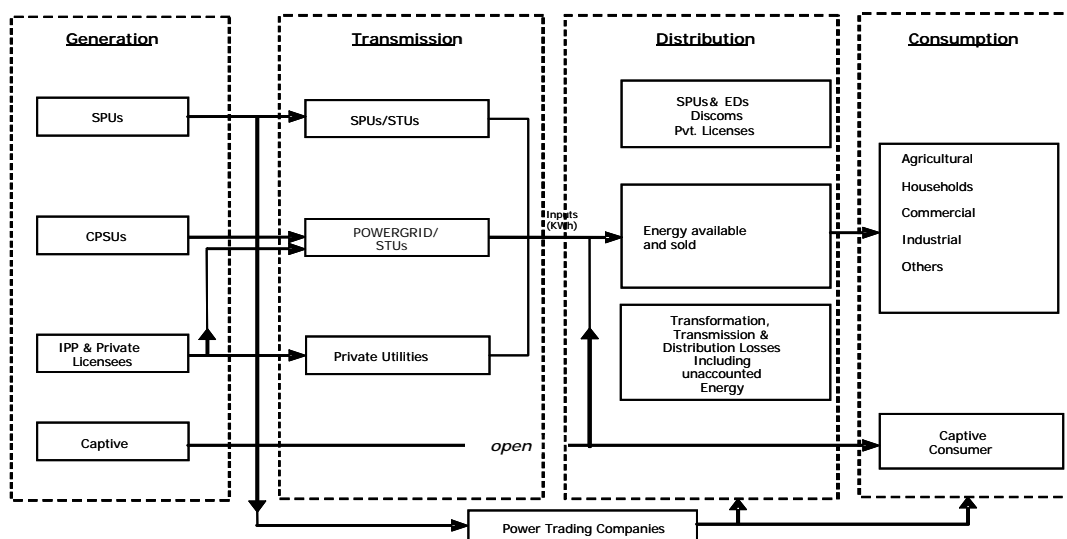 Generation
Transmission
Distribution
Consumption
SPUs
SPUs/STUs
SPUs& EDs
Discoms
Pvt. Licenses
Agricultural
Households
Commercial
Industrial
Others
CPSUs
POWERGRID/
STUs
Inputs
(KWh)
Energy available
and sold
IPP & Private
Licensees
Private Utilities
Transformation,
Transmission &
Distribution Losses
Including
unaccounted
Energy
Captive
open
Captive
Consumer
Power Trading Companies